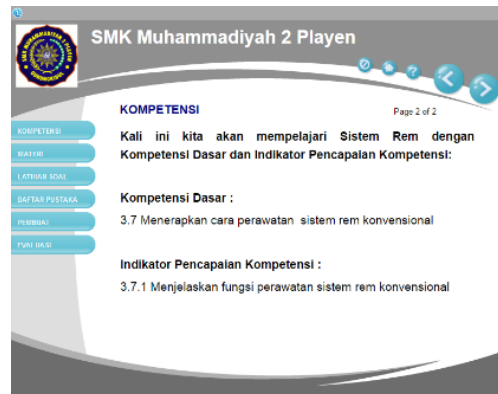 SMK Muhammadiyah 2 Playen
KOMPETENSI
Page 2 of 2
Kali ini kita akan mempelajari Sistem Rem dengan
Kompetensi Dasar dan Indikator Pencapaian Kompetensi:
Kompetensi Dasar :
3.7 Menerapkan cara perawatan sistem rem konvensional
Indikator Pencapaian Kompetensi :
3.7.1 Menjelaskan fungsi perawatan sistem rem konvensional
KOMPETENSI
MATERI
LATIHAN SOAL
DAFTAR PUSTAKA
PEMBUAT
EVALUASI